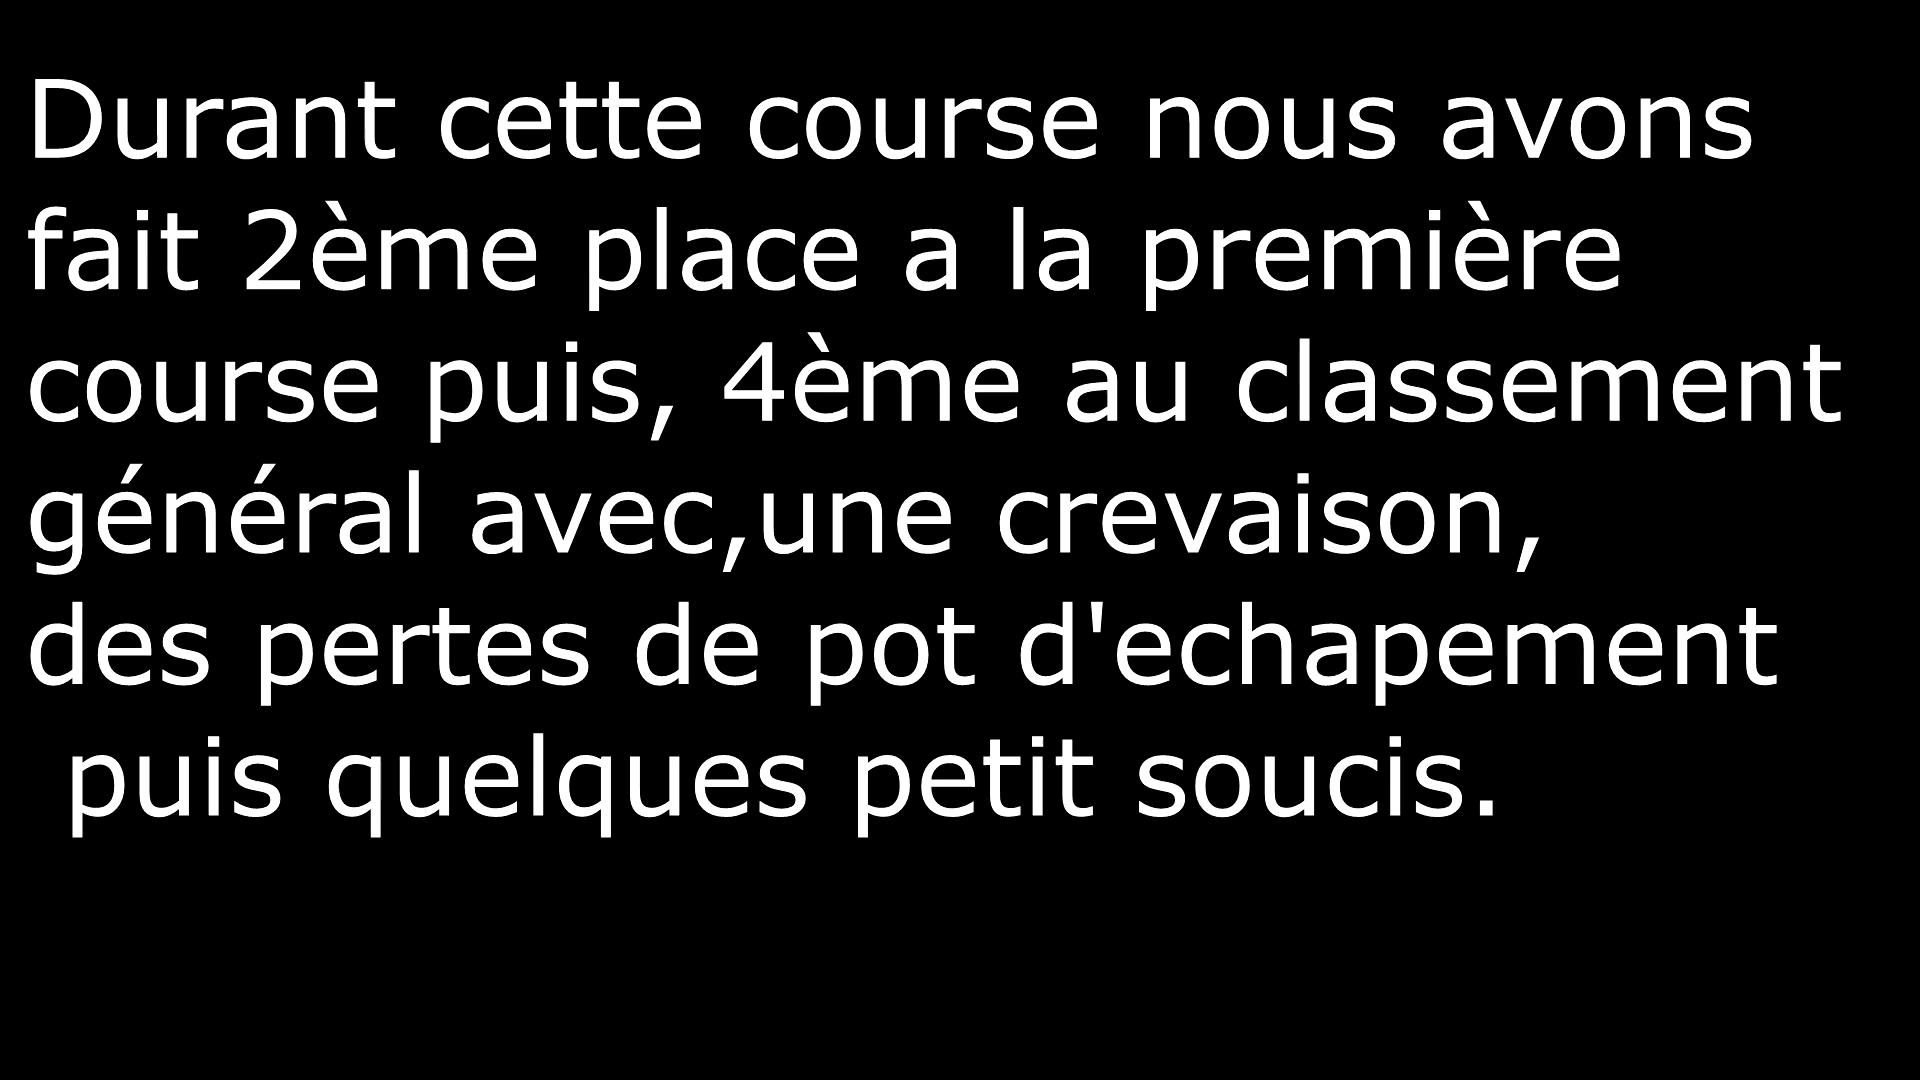 Durant cette course nous avons
fait 2ème place a la première
course puis, 4ème au classement
général avec,une crevaison,
des pertes de pot d'echapement
puis quelques petit soucis.